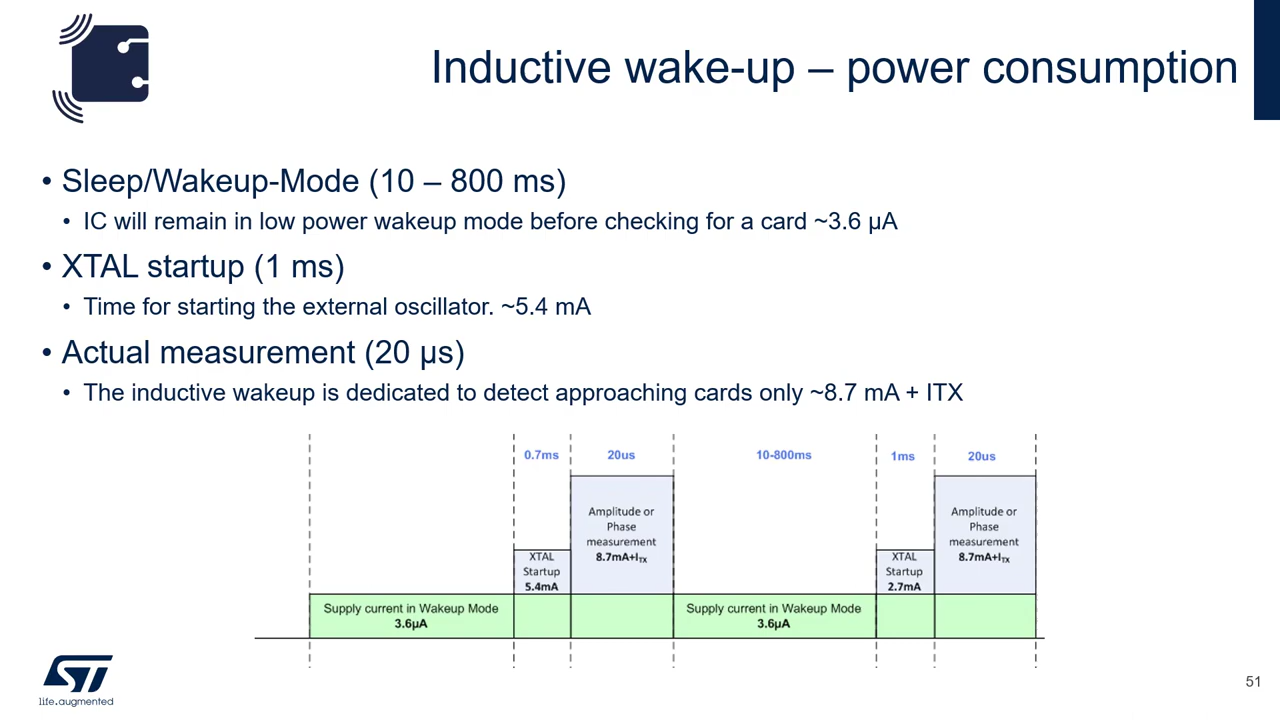 Inductive wake-up – power consumption
• Sleep/Wakeup-Mode (10 – 800 ms)
• IC will remain in low power wakeup mode before checking for a card ~3.6 µA
• XTAL startup (1 ms)
• Time for starting the external oscillator. ~5.4 mA
• Actual measurement (20 µs)
• The inductive wakeup is dedicated to detect approaching cards only ~8.7 mA + ITX
0.7ms
20us
10-800ms
1ms
20us
Amplitude or
Phase
measurement
8.7mA+ITX
Amplitude or
Phase
measurement
8.7mA+ITX
XTAL
Startup
5.4mA
XTAL
Startup
2.7mA
Supply current in Wakeup Mode
3.6µA
Supply current in Wakeup Mode
3.6µA
ST
life.augmented
51